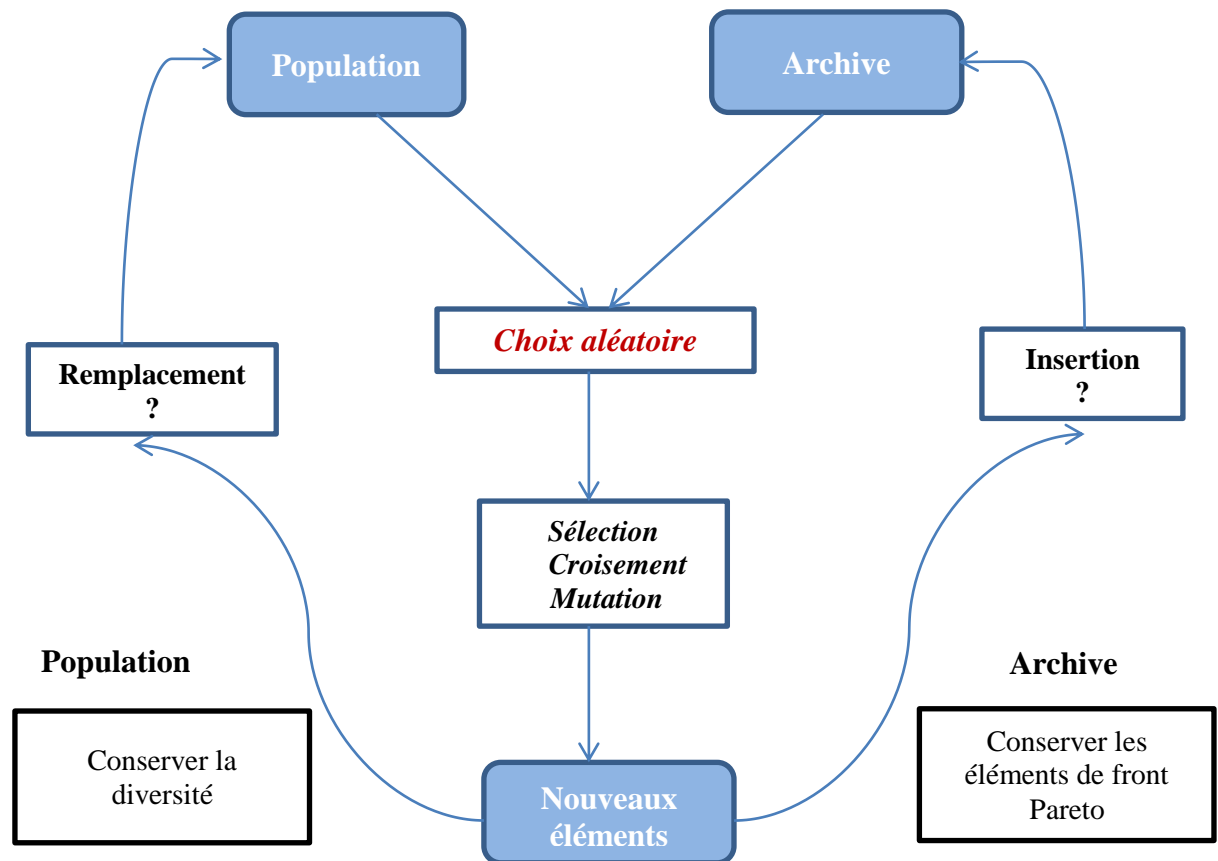 Population
Archive
Choix aléatoire
Remplacement
?
Insertion
?
Sélection
Croisement
Mutation
Population
Archive
Conserver la
diversité
Conserver les
éléments de front
Pareto
Nouveaux
éléments